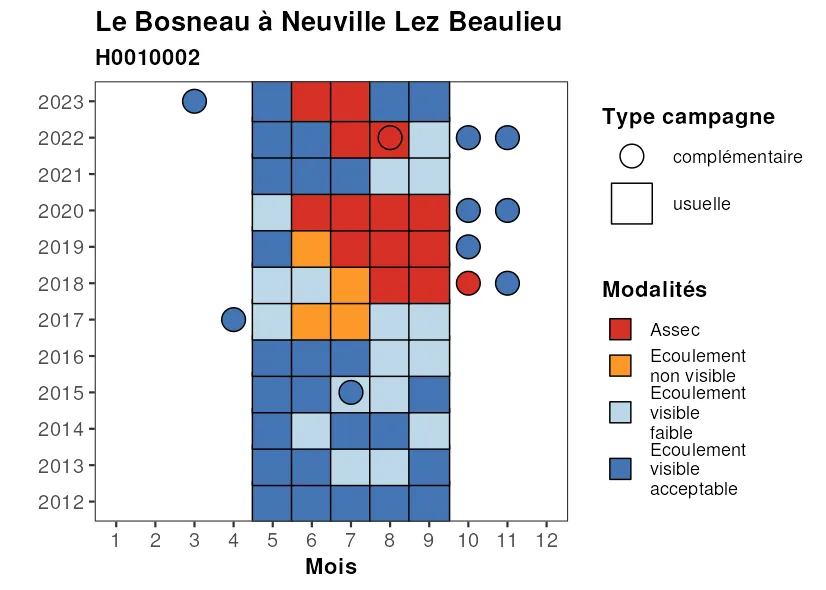 Le Bosneau à Neuville Lez Beaulieu
H0010002
2023
2022
2021
2020
2019
2018
2017
2016
2015
2014
2013
2012
1 2 3 4 5 6 7 8 9 10 11 12
Mois
Type campagne
complémentaire
usuelle
Modalités
Assec
Ecoulement
non visible
Ecoulement
visible
faible
Ecoulement
visible
acceptable